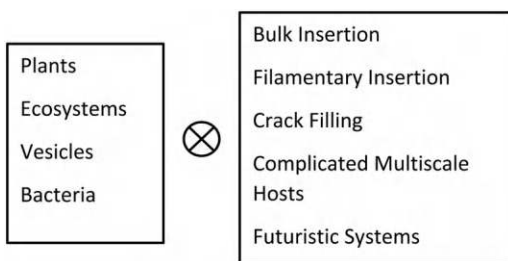 Plants
Ecosystems
Vesicles
Bacteria
Bulk Insertion
Filamentary Insertion
Crack Filling
Complicated Multiscale
Hosts
Futuristic Systems